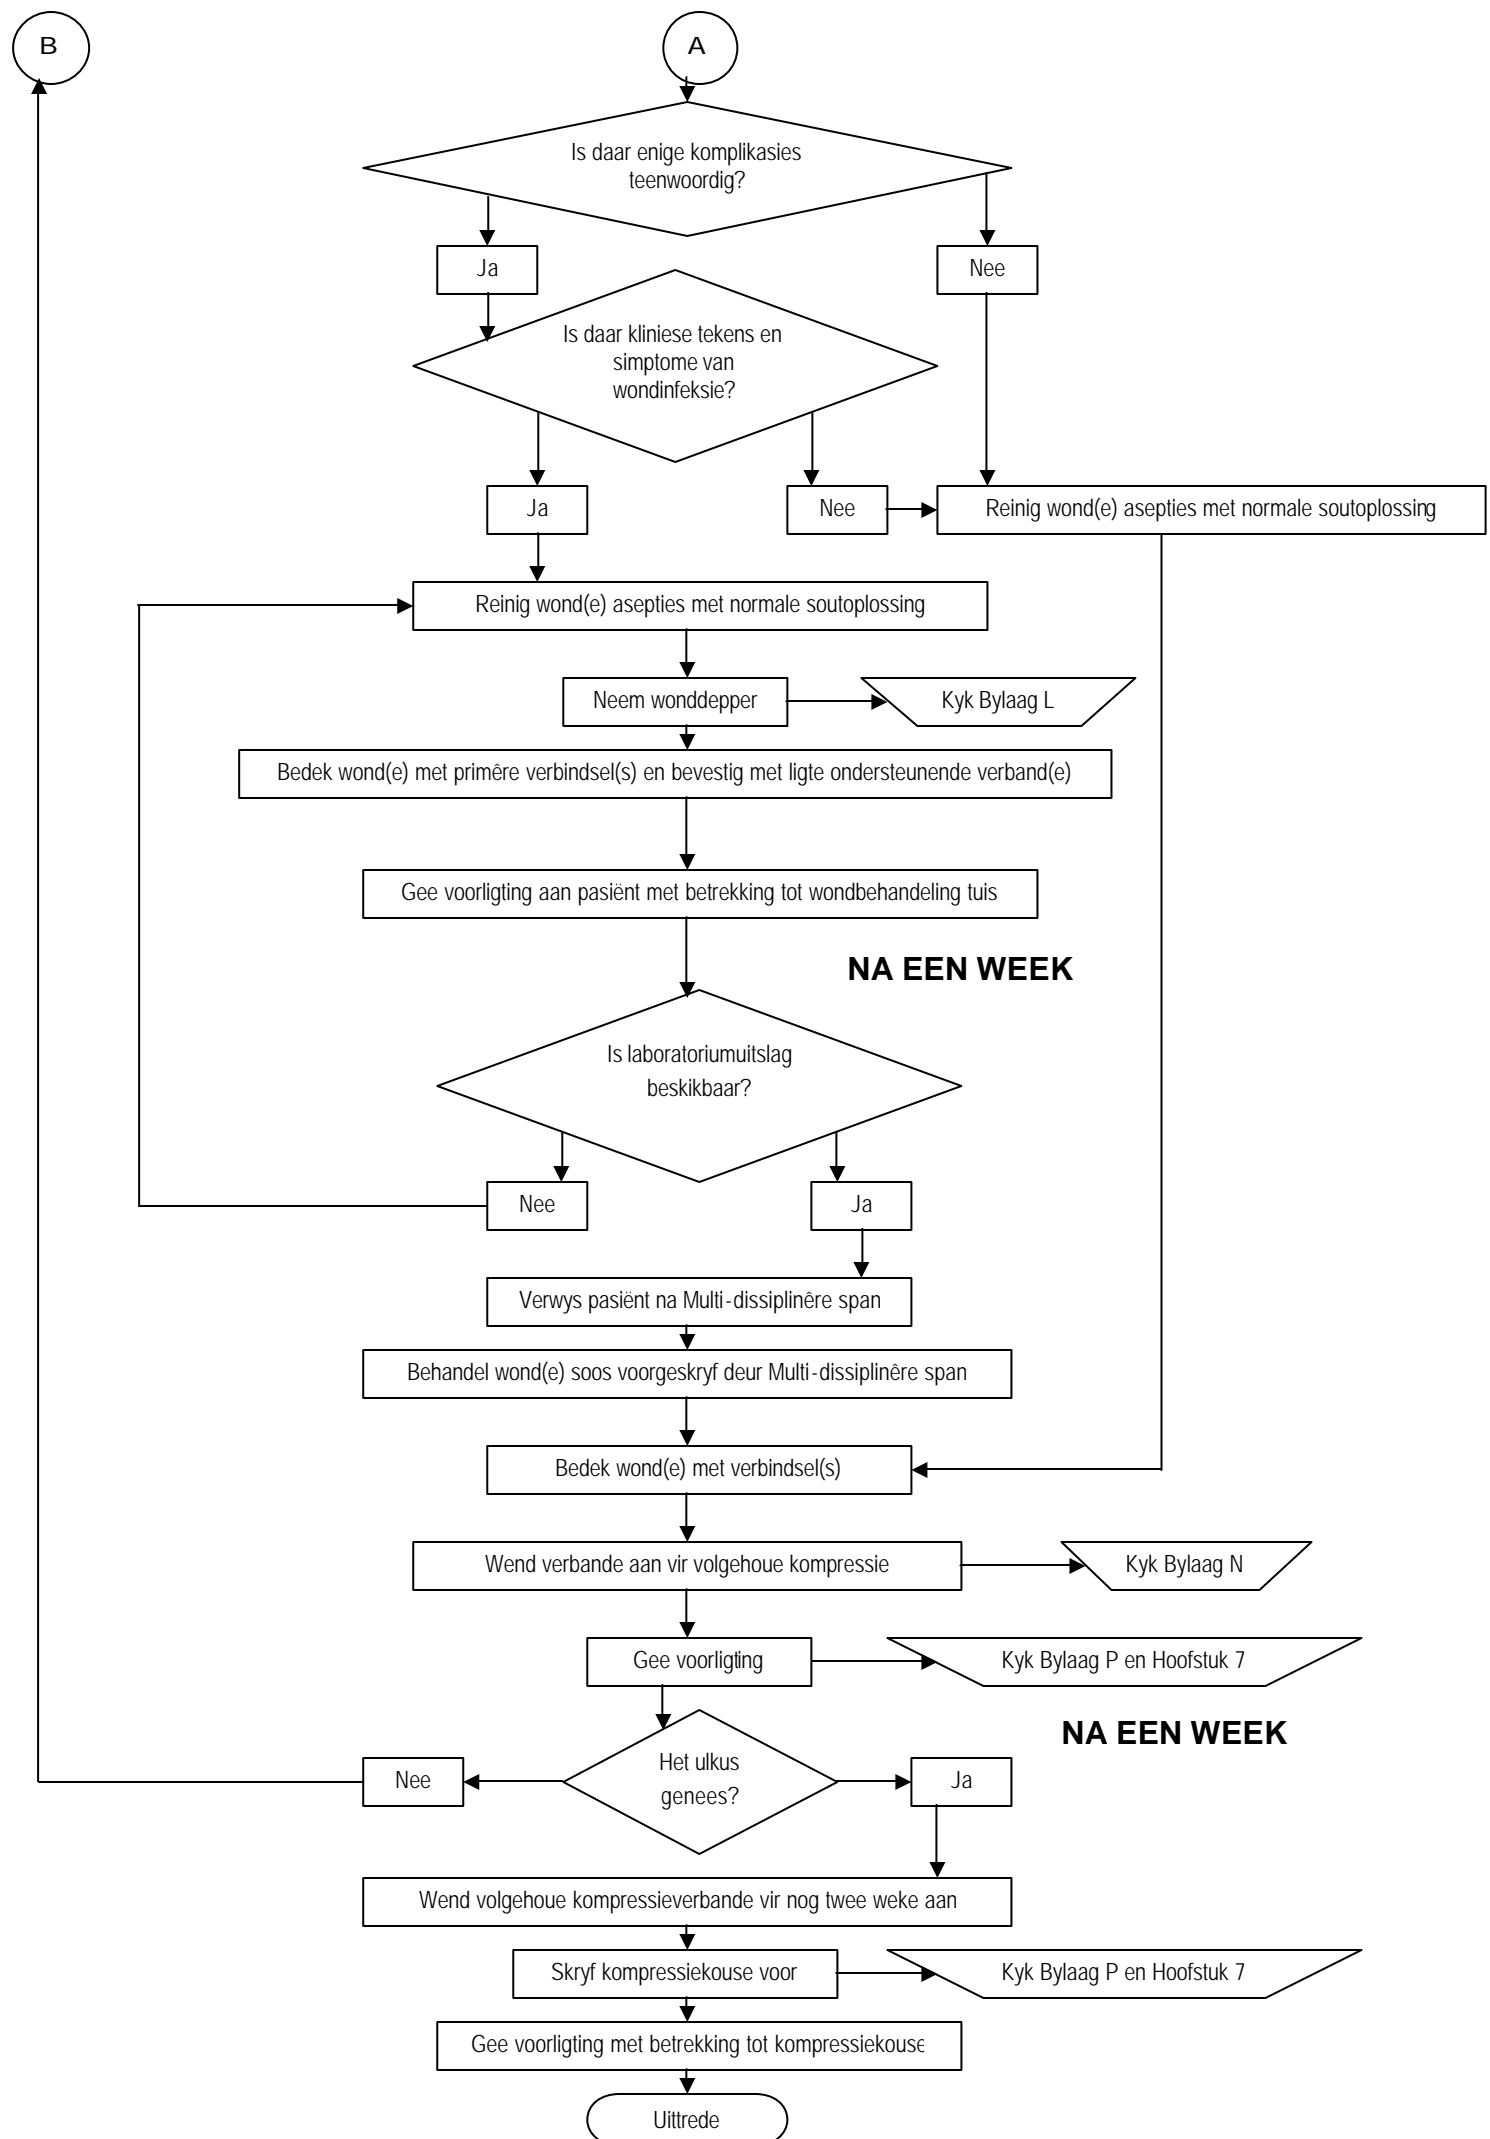 B
A
Is daar enige komplikasies
teenwoordig?
Ja
Nee
Is daar kliniese tekens en
simptome van
wondinfeksie?
Ja
Nee
Reinig wond(e) asepties met normale soutoplossing
Reinig wond(e) asepties met normale soutoplossing
Neem wonddepper
Kyk Bylaag L
Bedek wond(e) met primêre verbindsel(s) en bevestig met ligte ondersteunende verband(e)
Gee voorligting aan pasiënt met betrekking tot wondbehandeling tuis
NA EEN WEEK
Is laboratoriumuitslag
beskikbaar?
Nee
Ja
Verwys pasiënt na Multi-dissiplinêre span
Behandel wond(e) soos voorgeskryf deur Multi-dissiplinêre span
Bedek wond(e) met verbindsel(s)
Wend verbande aan vir volgehoue kompressie
Kyk Bylaag N
Gee voorligting
Kyk Bylaag P en Hoofstuk 7
NA EEN WEEK
Het ulkus
genees?
Nee
Ja
Wend volgehoue kompressieverbande vir nog twee weke aan
Skryf kompressiekouse voor
Kyk Bylaag P en Hoofstuk 7
Gee voorligting met betrekking tot kompressiekouse
Uittrede